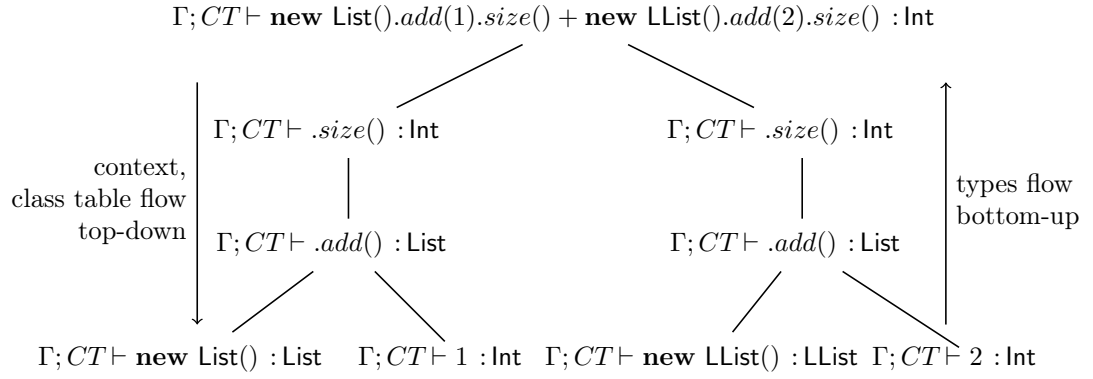 Γ; CT ⊢ new List().add(1).size() + new LList().add(2).size() : Int
Γ; CT ⊢ .size() : Int
Γ; CT ⊢ .size() : Int
context,
class table flow
top-down
types flow
bottom-up
Γ; CT ⊢ .add() : List
Γ; CT ⊢ .add() : List
Γ; CT ⊢ new List() : List
Γ; CT ⊢ 1 : Int
Γ; CT ⊢ new LList() : LList
Γ; CT ⊢ 2 : Int